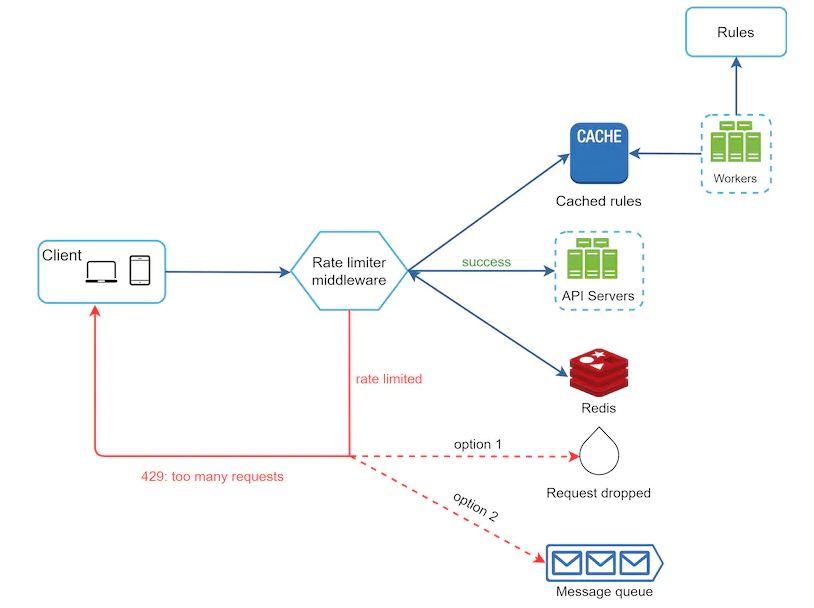 Rules
CACHE
Workers
Cached rules
Client
Rate limiter
middleware
success
API Servers
rate limited
Redis
option 1
429: too many requests
Request dropped
option 2
Message queue